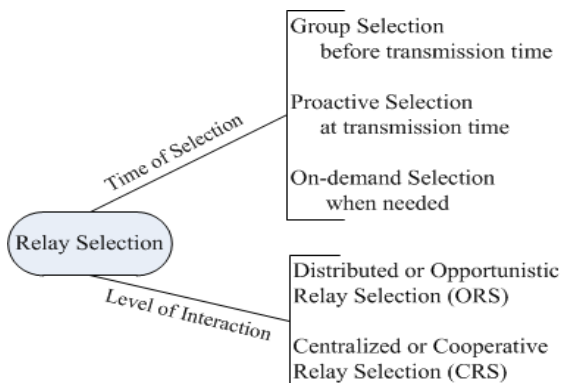 Group Selection
before transmission time
Proactive Selection
at transmission time
On-demand Selection
when needed
Time of Selection
Relay Selection
Level of Interaction
Distributed or Opportunistic
Relay Selection (ORS)
Centralized or Cooperative
Relay Selection (CRS)